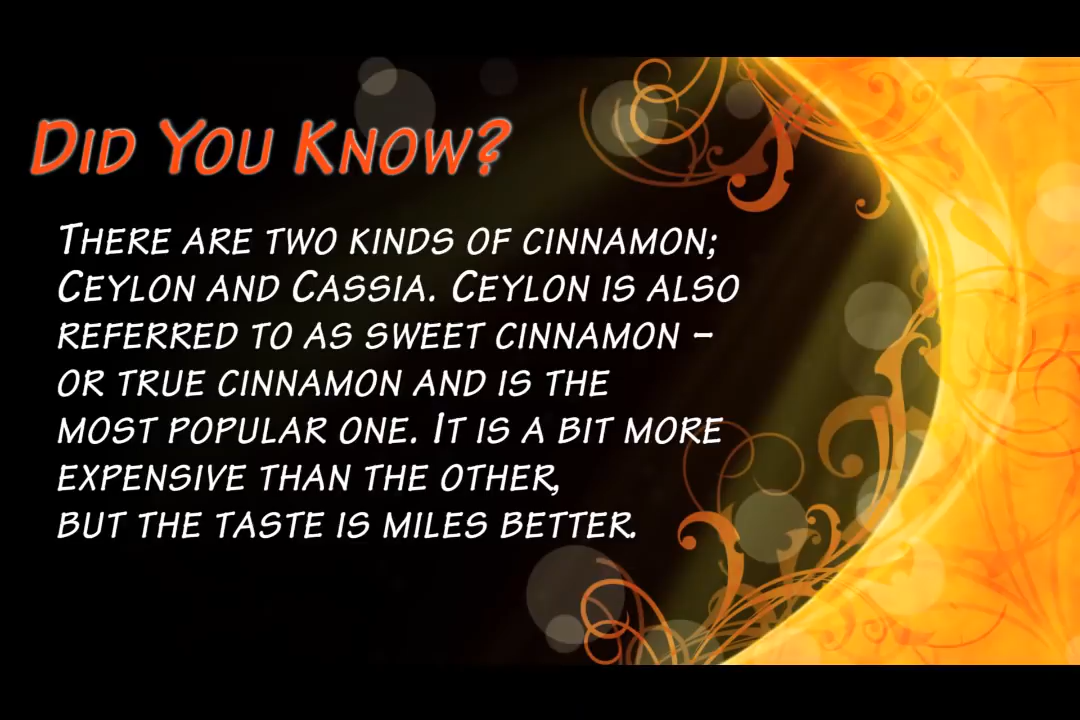 DID YOU KNOW?
THERE ARE TWO KINDS OF CINNAMON;
CEYLON AND CASSIA. CEYLON IS ALSO
REFERRED TO AS SWEET CINNAMON –
OR TRUE CINNAMON AND IS THE
MOST POPULAR ONE. IT IS A BIT MORE
EXPENSIVE THAN THE OTHER,
BUT THE TASTE IS MILES BETTER.